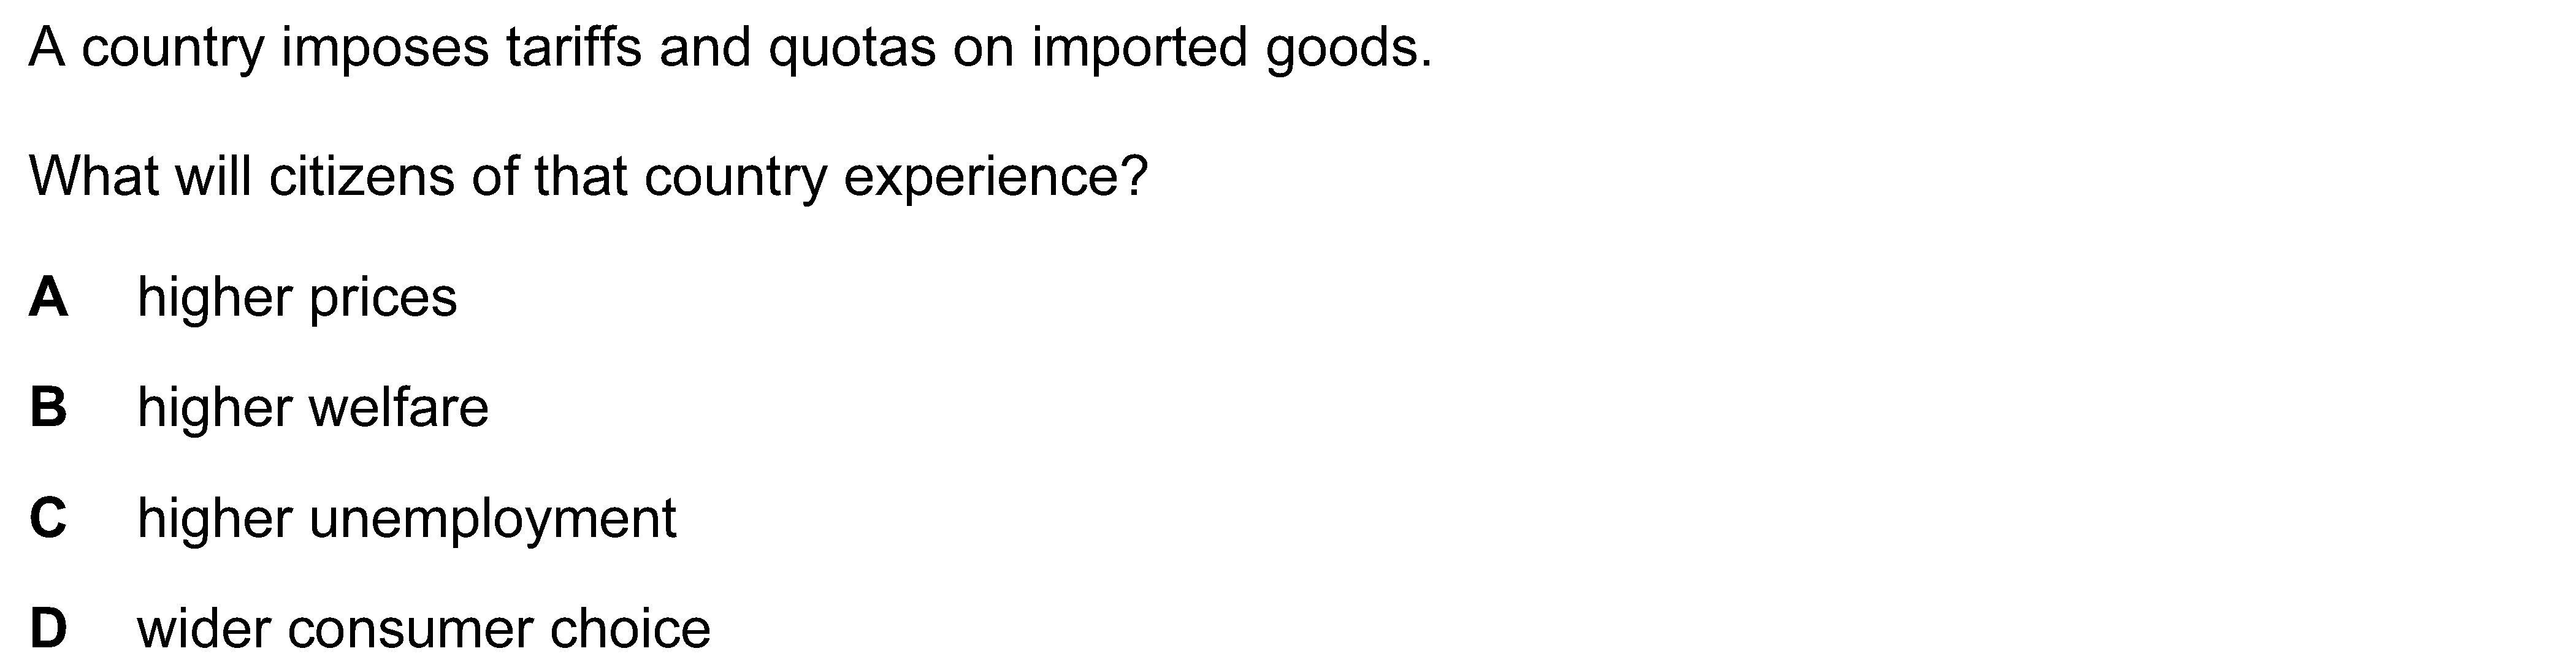 A country imposes tariffs and quotas on imported goods.
What will citizens of that country experience?
A higher prices
B higher welfare
C higher unemployment
D wider consumer choice